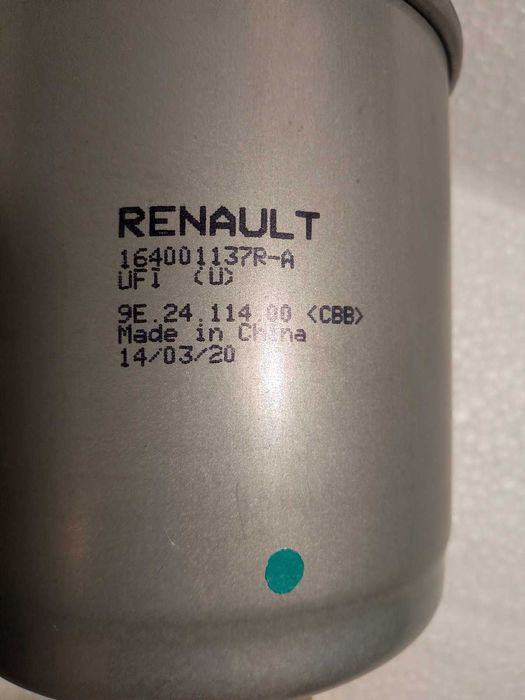 RENAULT
164001137R-A
UFI (U)
9E.24.114.00 <CBB>
Made in China
14/03/20